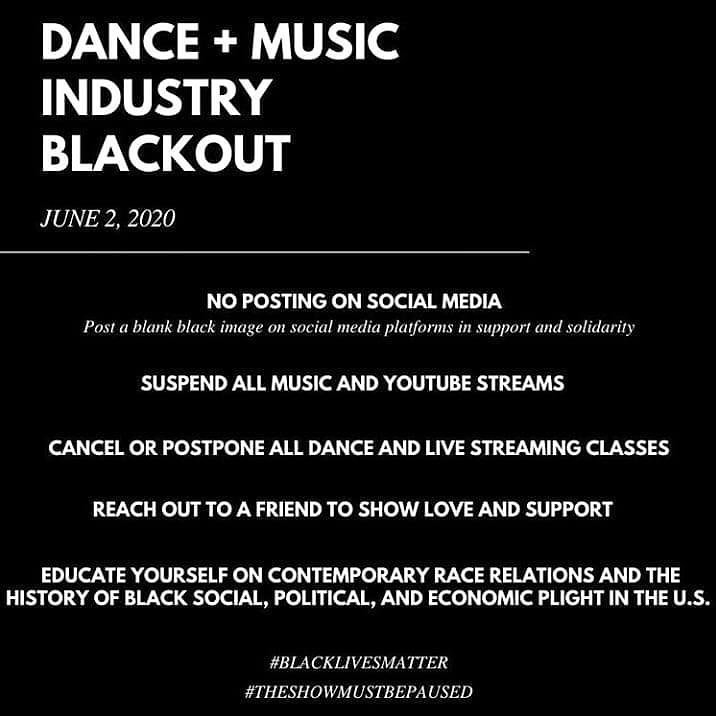 DANCE + MUSIC
INDUSTRY
BLACKOUT
JUNE 2, 2020
NO POSTING ON SOCIAL MEDIA
Post a blank black image on social media platforms in support and solidarity
SUSPEND ALL MUSIC AND YOUTUBE STREAMS
CANCEL OR POSTPONE ALL DANCE AND LIVE STREAMING CLASSES
REACH OUT TO A FRIEND TO SHOW LOVE AND SUPPORT
EDUCATE YOURSELF ON CONTEMPORARY RACE RELATIONS AND THE
HISTORY OF BLACK SOCIAL, POLITICAL, AND ECONOMIC PLIGHT IN THE U.S.
#BLACKLIVESMATTER
#THESHOWMUSTBEPAUSED